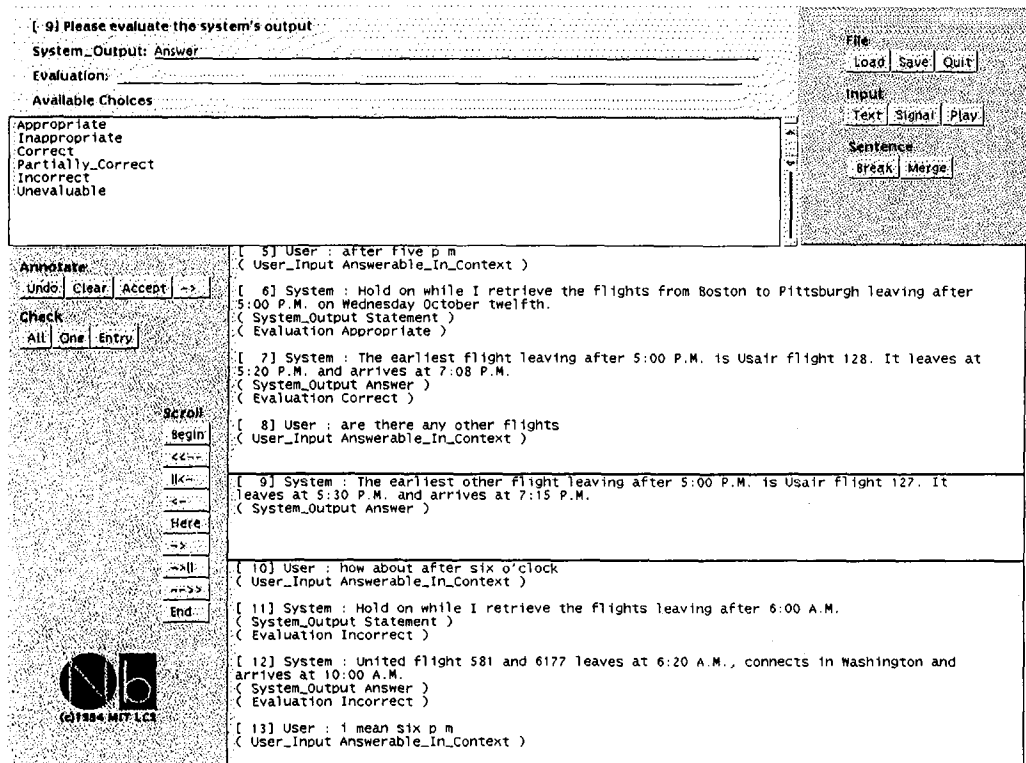 [ 9] Please evaluate the system's output
System_Output: Answer
Evaluation:
Available Choices
Appropriate
Inappropriate
Correct
Partially_Correct
Incorrect
Unevaluable
File
Load Save Quit
Input
Text Signal Play
Sentence
Break Merge
Annotate
Undo Clear Accept ->
Check
All One Entry
Scroll
Begin
<<--
||<-
<-
Here
->
->||
-->>
End
Nb
(c)1994 MIT LCS
[ 5] User : after five p m
( User_Input Answerable_In_Context )
[ 6] System : Hold on while I retrieve the flights from Boston to Pittsburgh leaving after
5:00 P.M. on Wednesday October twelfth.
( System_Output Statement )
( Evaluation Appropriate )
[ 7] System : The earliest flight leaving after 5:00 P.M. is Usair flight 128. It leaves at
5:20 P.M. and arrives at 7:08 P.M.
( System_Output Answer )
( Evaluation Correct )
[ 8] User : are there any other flights
( User_Input Answerable_In_Context )
[ 9] System : The earliest other flight leaving after 5:00 P.M. is Usair flight 127. It
leaves at 5:30 P.M. and arrives at 7:15 P.M.
( System_Output Answer )
[ 10] User : how about after six o'clock
( User_Input Answerable_In_Context )
[ 11] System : Hold on while I retrieve the flights leaving after 6:00 A.M.
( System_Output Statement )
( Evaluation Incorrect )
[ 12] System : United flight 581 and 6177 leaves at 6:20 A.M., connects in Washington and
arrives at 10:00 A.M.
( System_Output Answer )
( Evaluation Incorrect )
[ 13] User : i mean six p m
( User_Input Answerable_In_Context )